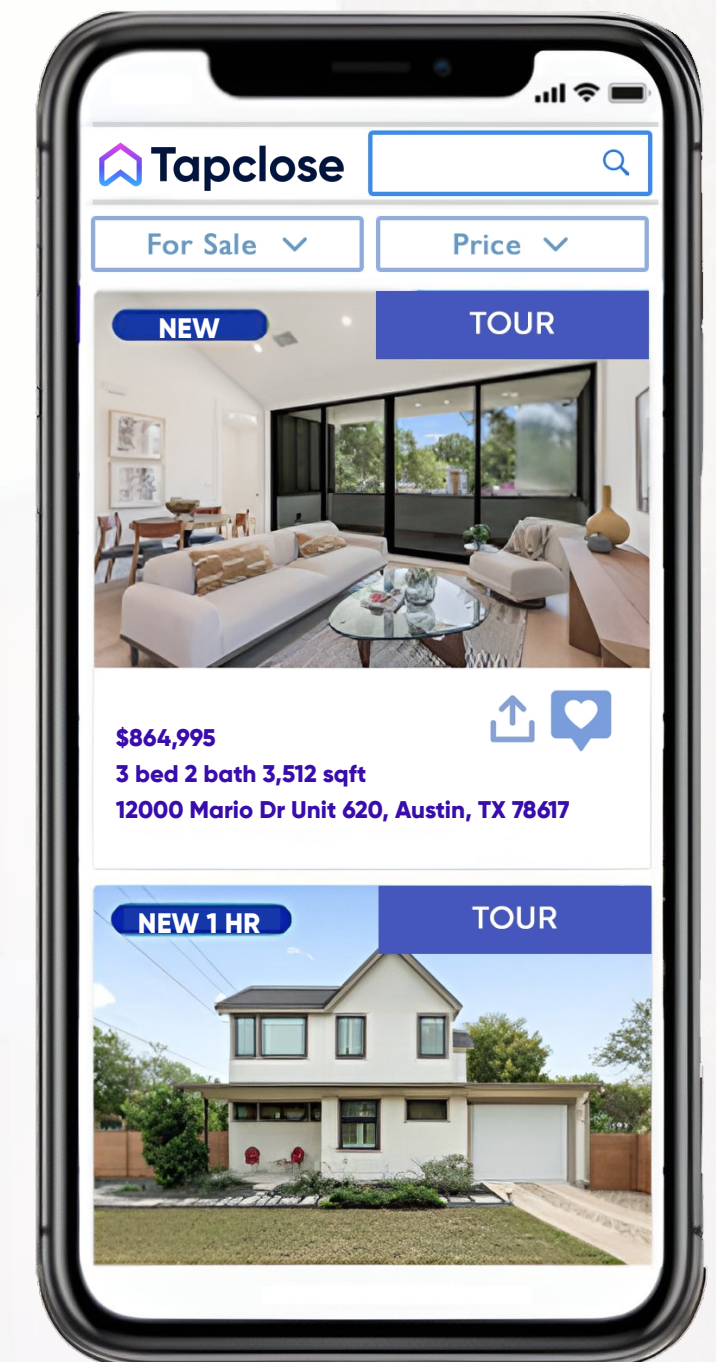 Tapclose
For Sale
Price
NEW
TOUR
$864,995
3 bed 2 bath 3,512 sqft
12000 Mario Dr Unit 620, Austin, TX 78617
NEW 1 HR
TOUR